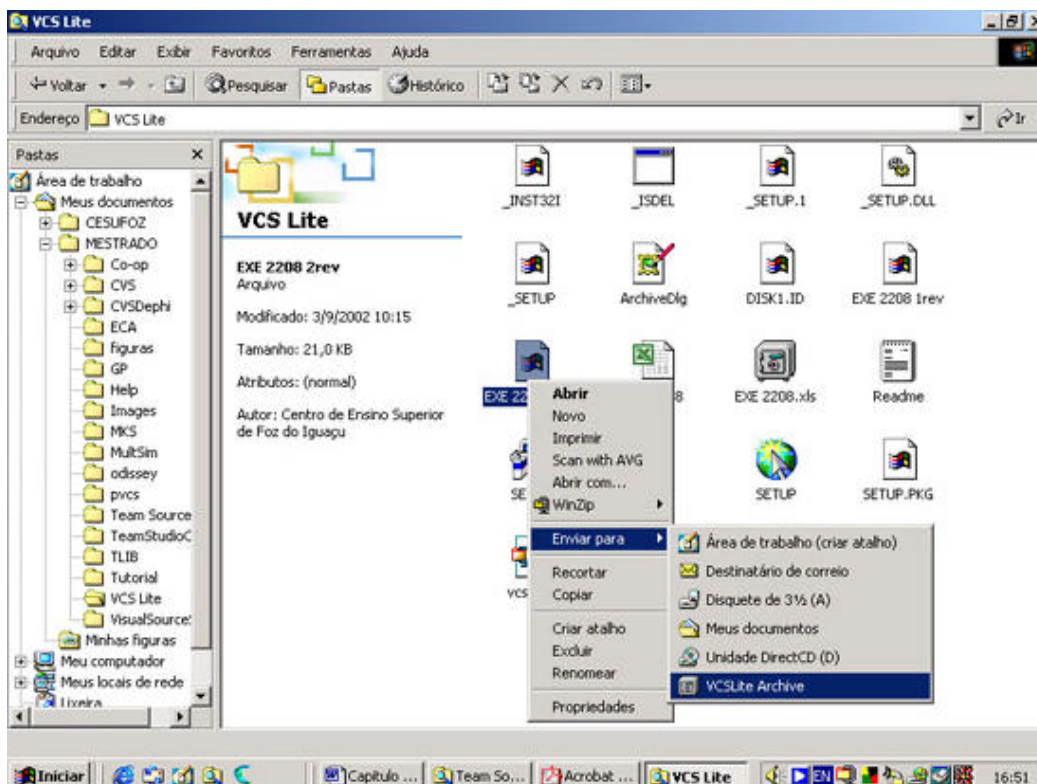 VCS Lite
Arquivo Editar Exibir Favoritos Ferramentas Ajuda
Voltar Pesquisar Pastas Histórico
Endereço VCS Lite Ir
Pastas
Área de trabalho
Meus documentos
CESUFOZ
MESTRADO
Co-op
CVS
CVSDephi
ECA
figuras
GP
Help
Images
MKS
MultSim
odissey
pvcs
Team Source
TeamStudioC
TLIB
Tutorial
VCS Lite
VisualSource
Minhas figuras
Meu computador
Meus locais de rede
Lixeira
VCS Lite
EXE 2208 2rev
Arquivo
Modificado: 3/9/2002 10:15
Tamanho: 21,0 KB
Atributos: (normal)
Autor: Centro de Ensino Superior
de Foz do Iguaçu
_INST32I _ISDEL _SETUP.1 _SETUP.DLL
_SETUP ArchiveDlg DISK1.ID EXE 2208 1rev
EXE 22 8 EXE 2208.xls Readme
SE SETUP SETUP.PKG
vcs
Abrir
Novo
Imprimir
Scan with AVG
Abrir com...
WinZip
Enviar para
Recortar
Copiar
Criar atalho
Excluir
Renomear
Propriedades
Área de trabalho (criar atalho)
Destinatário de correio
Disquete de 3½ (A)
Meus documentos
Unidade DirectCD (D)
VCSLite Archive
Iniciar Capitulo ... Team So... Acrobat ... VCS Lite EN 16:51